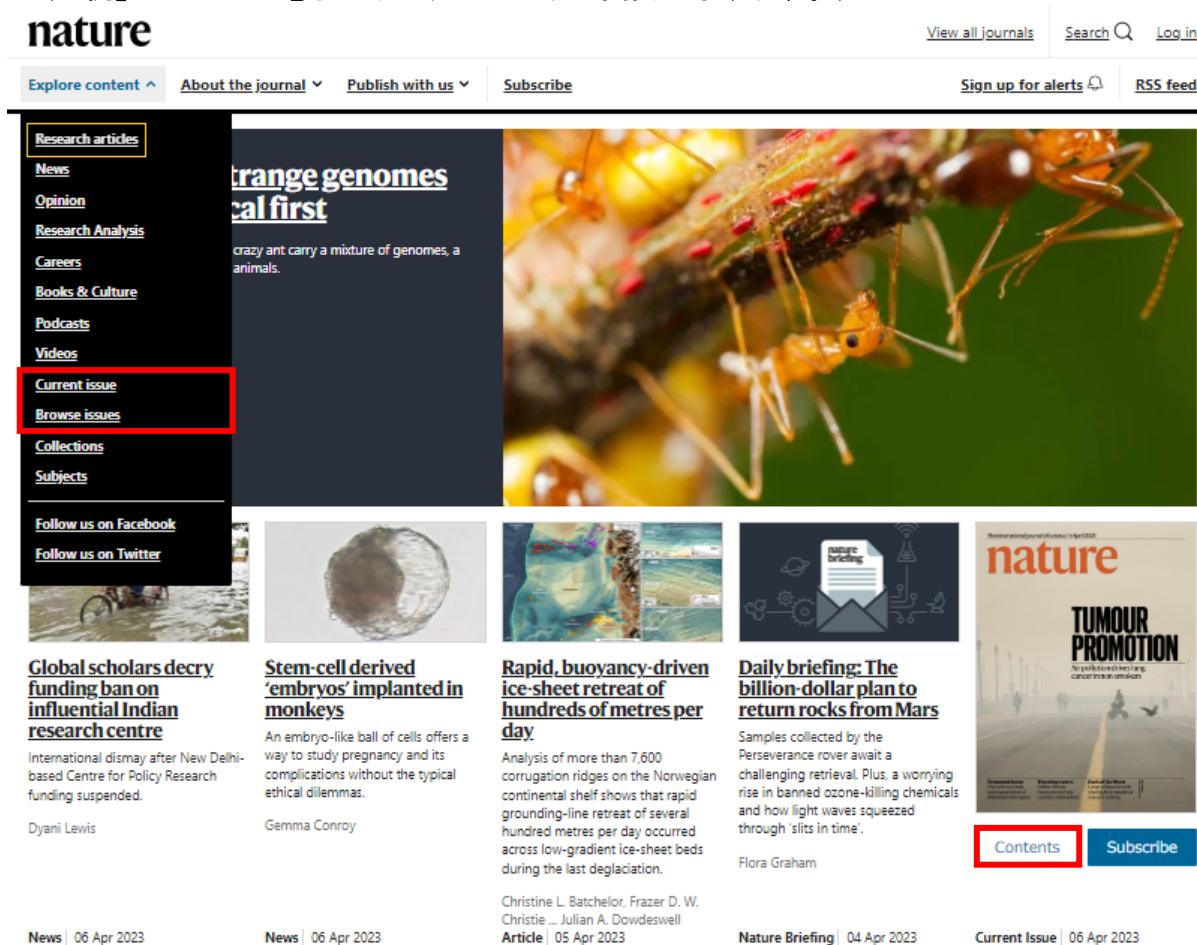 nature
View all journals
Search
Log in
Explore content
About the journal
Publish with us
Subscribe
Sign up for alerts
RSS feed
Research articles
News
Opinion
Research Analysis
Careers
Books & Culture
Podcasts
Videos
Current issue
Browse issues
Collections
Subjects
Follow us on Facebook
Follow us on Twitter
trange genomes
cal first
crazy ant carry a mixture of genomes, a
animals.
Global scholars decry
funding ban on
influential Indian
research centre
International dismay after New Delhi-
based Centre for Policy Research
funding suspended.
Dyani Lewis
News 06 Apr 2023
Stem-cell derived
‘embryos’ implanted in
monkeys
An embryo-like ball of cells offers a
way to study pregnancy and its
complications without the typical
ethical dilemmas.
Gemma Conroy
News 06 Apr 2023
Rapid, buoyancy-driven
ice-sheet retreat of
hundreds of metres per
day
Analysis of more than 7,600
corrugation ridges on the Norwegian
continental shelf shows that rapid
grounding-line retreat of several
hundred metres per day occurred
across low-gradient ice-sheet beds
during the last deglaciation.
Christine L. Batchelor, Frazer D. W.
Christie ... Julian A. Dowdeswell
Article 05 Apr 2023
nature
briefing
Daily briefing: The
billion-dollar plan to
return rocks from Mars
Samples collected by the
Perseverance rover await a
challenging retrieval. Plus, a worrying
rise in banned ozone-killing chemicals
and how light waves squeezed
through ‘slits in time’.
Flora Graham
Nature Briefing 04 Apr 2023
nature
TUMOUR
PROMOTION
Air pollution drives lung
cancer in non-smokers
Contents
Subscribe
Current Issue 06 Apr 2023